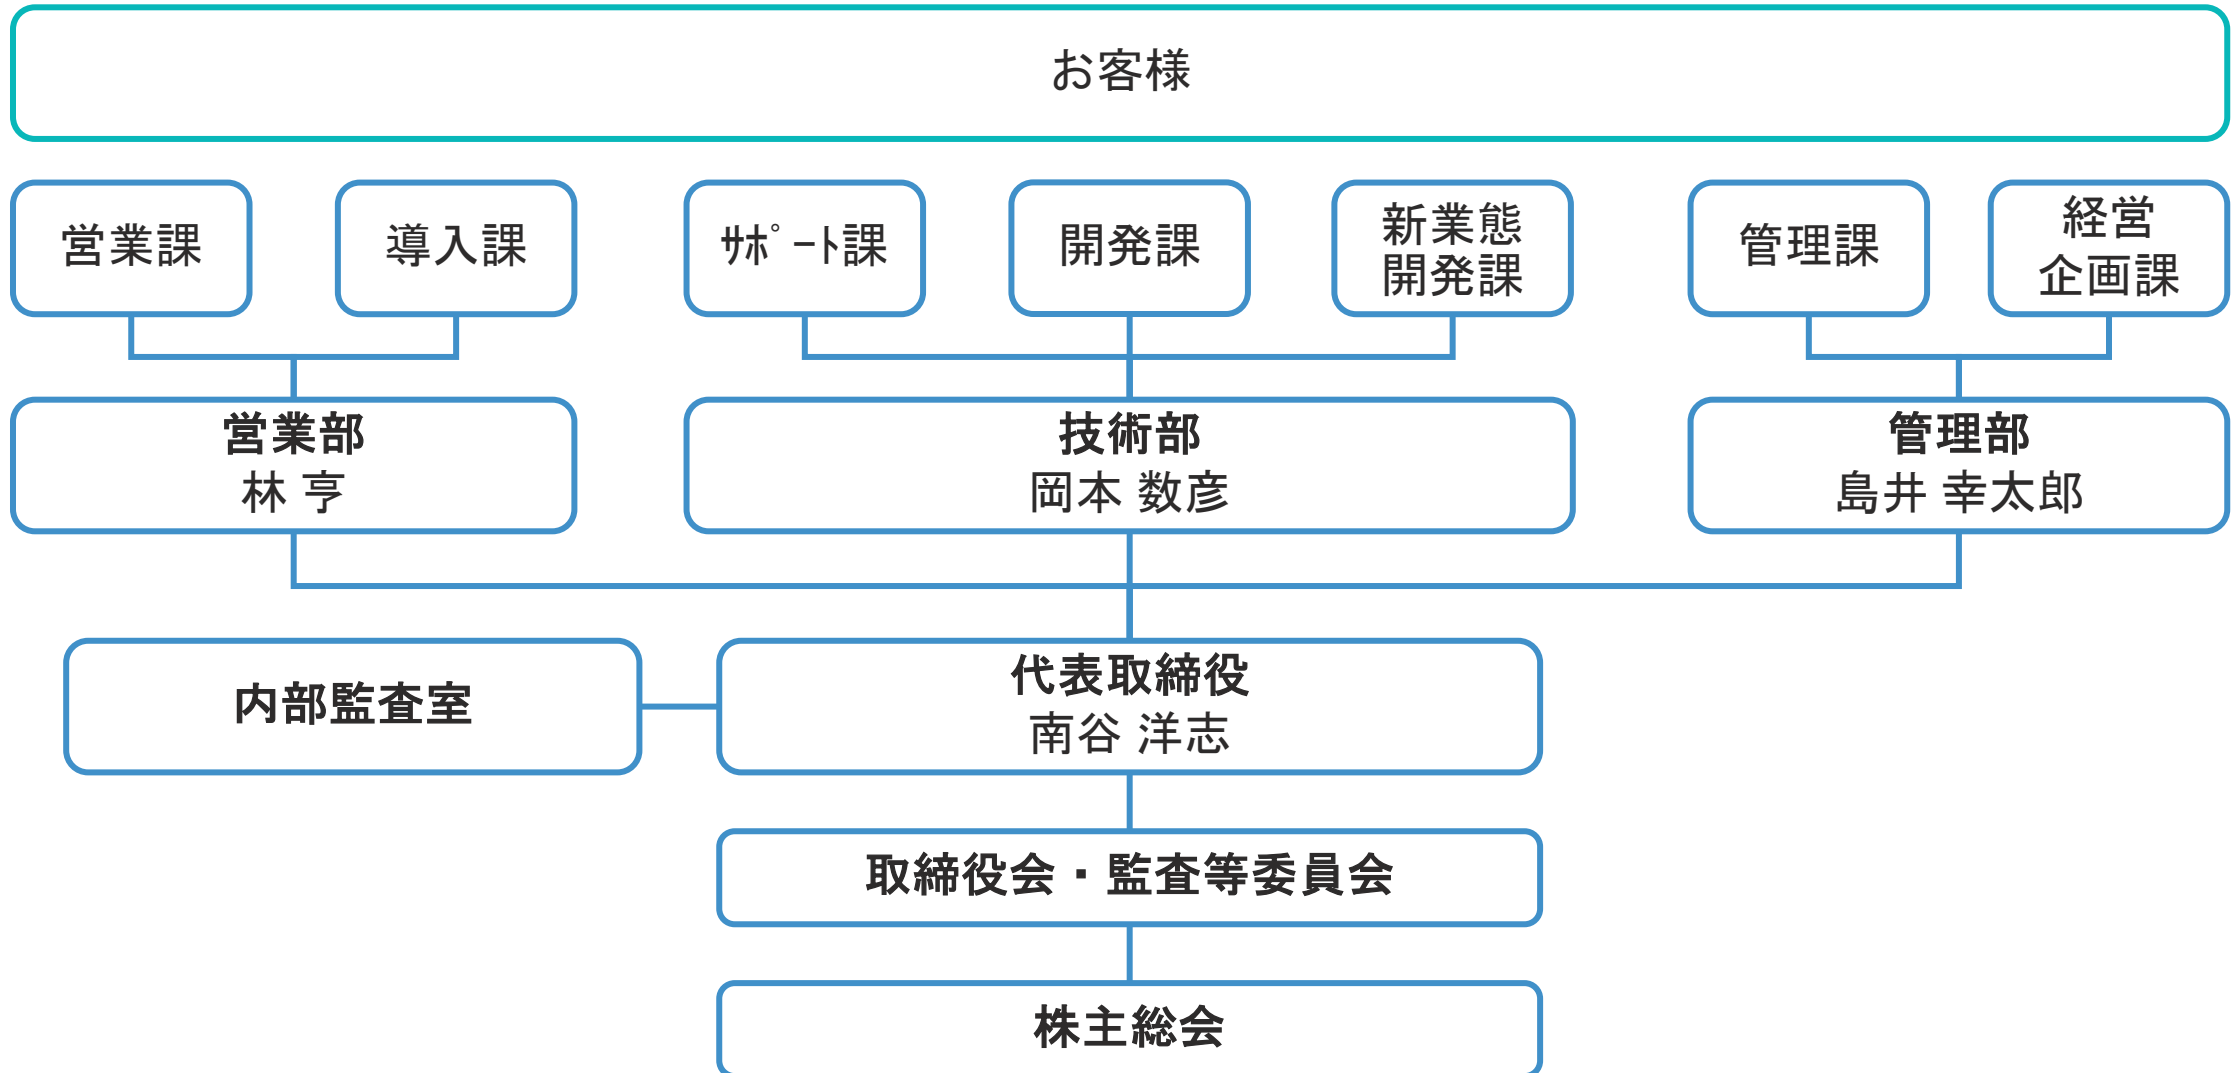 お客様
営業課
導入課
ｻﾎﾟｰﾄ課
開発課
新業態
開発課
管理課
経営
企画課
営業部
林 亨
技術部
岡本 数彦
管理部
島井 幸太郎
内部監査室
代表取締役
南谷 洋志
取締役会・監査等委員会
株主総会